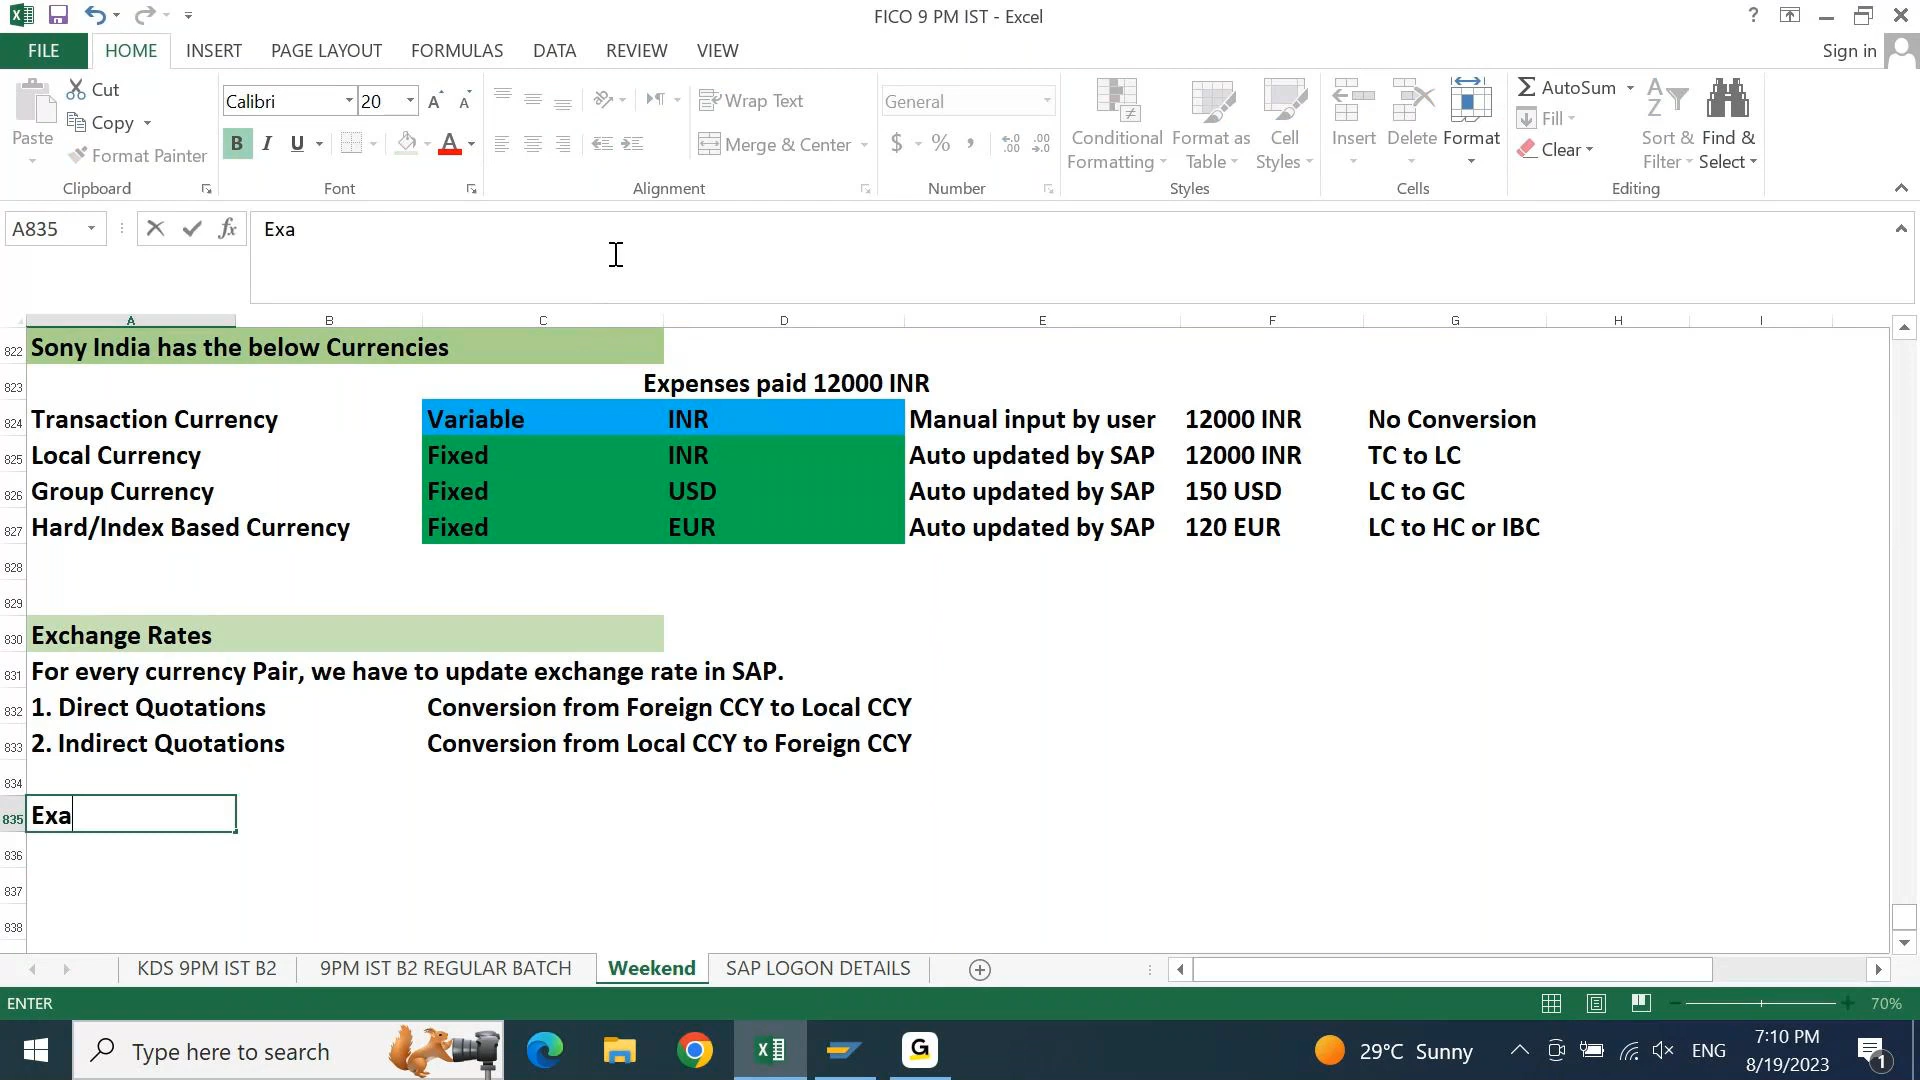 FICO 9 PM IST - Excel
FILE HOME INSERT PAGE LAYOUT FORMULAS DATA REVIEW VIEW Sign in
Paste Cut Copy Format Painter Clipboard
Calibri 20 A A B I U A Font
Wrap Text Merge & Center Alignment
General $ % , Number
Conditional Formatting Format as Table Cell Styles Styles
Insert Delete Format Cells
AutoSum Fill Clear Sort & Filter Find & Select Editing
A835 fx Exa
A B C D E F G H I
822 Sony India has the below Currencies
823 Expenses paid 12000 INR
824 Transaction Currency Variable INR Manual input by user 12000 INR No Conversion
825 Local Currency Fixed INR Auto updated by SAP 12000 INR TC to LC
826 Group Currency Fixed USD Auto updated by SAP 150 USD LC to GC
827 Hard/Index Based Currency Fixed EUR Auto updated by SAP 120 EUR LC to HC or IBC
828
829
830 Exchange Rates
831 For every currency Pair, we have to update exchange rate in SAP.
832 1. Direct Quotations Conversion from Foreign CCY to Local CCY
833 2. Indirect Quotations Conversion from Local CCY to Foreign CCY
834
835 Exa
836
837
838
KDS 9PM IST B2 9PM IST B2 REGULAR BATCH Weekend SAP LOGON DETAILS
ENTER 70%
Type here to search 29°C Sunny ENG 7:10 PM 8/19/2023 1